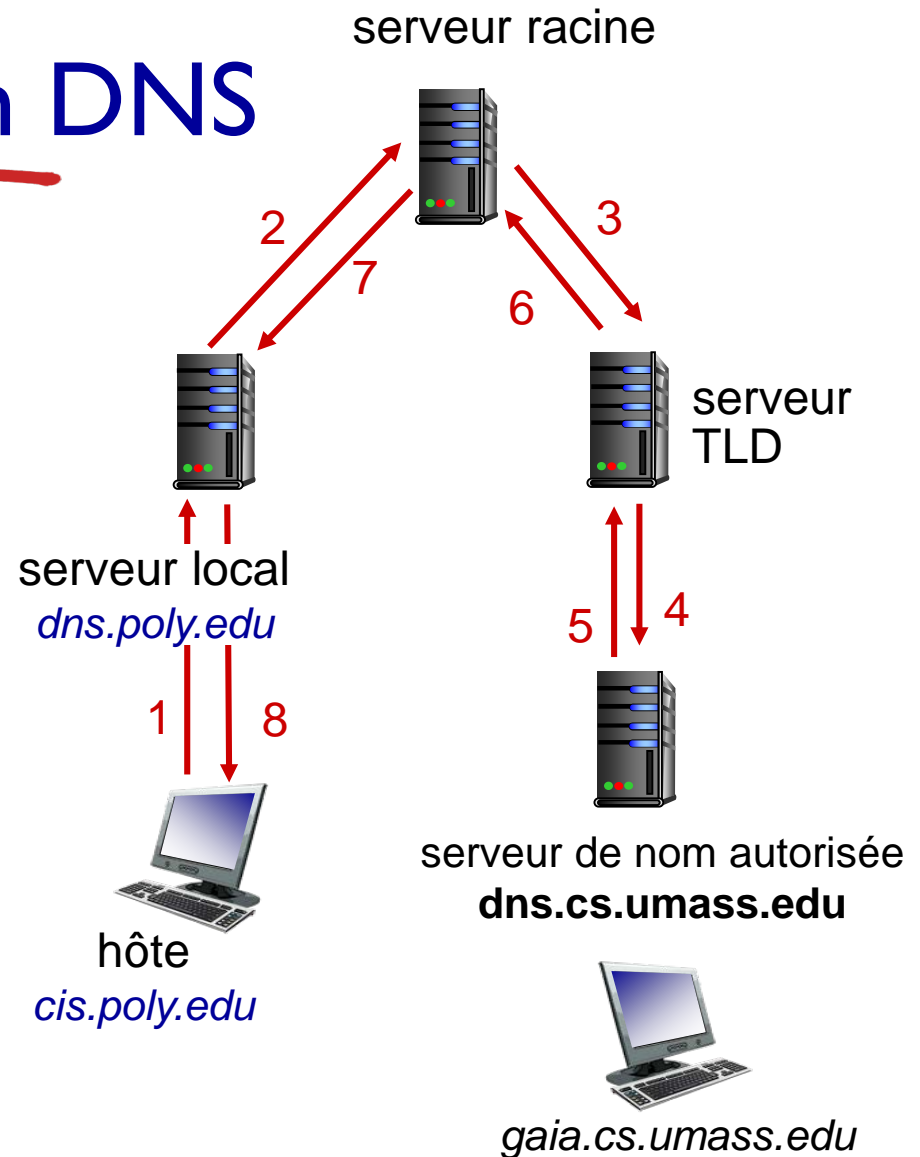 serveur racine
DNS
2
7
3
6
serveur
TLD
serveur local
dns.poly.edu
5
4
1
8
serveur de nom autorisée
dns.cs.umass.edu
hôte
cis.poly.edu
gaia.cs.umass.edu